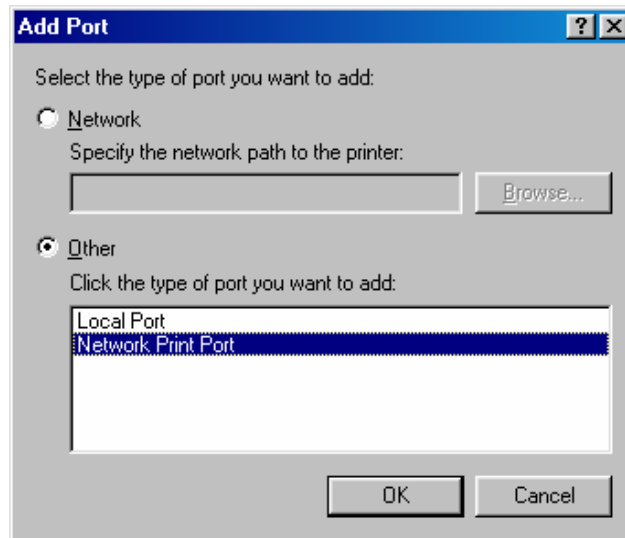 Add Port
Select the type of port you want to add:
Network
Specify the network path to the printer:
Browse...
Other
Click the type of port you want to add:
Local Port
Network Print Port
OK Cancel